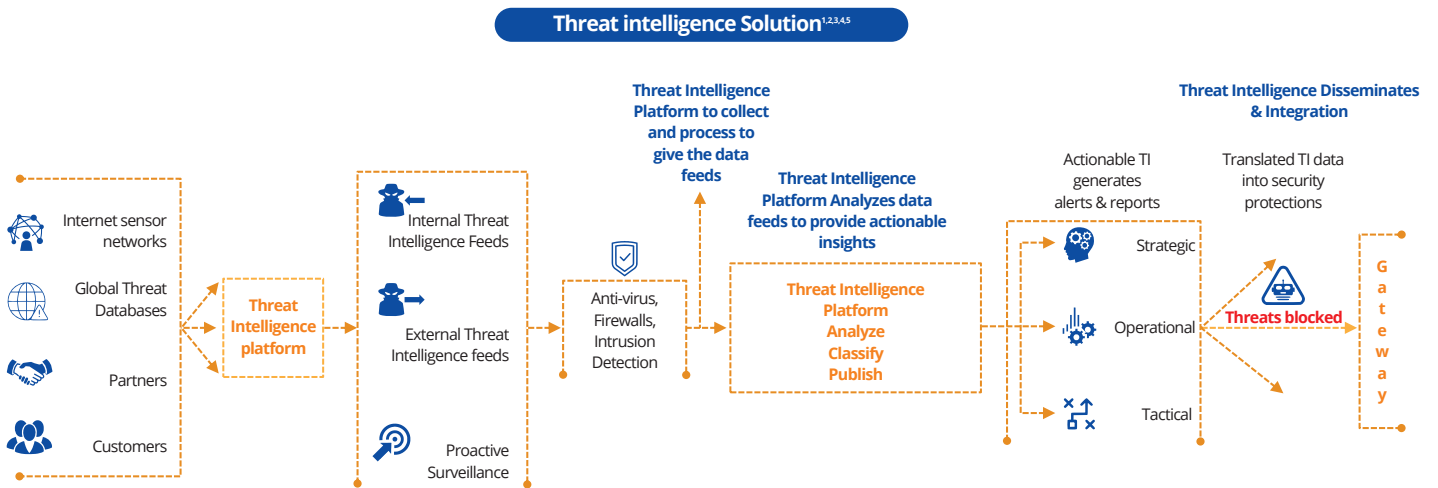 Threat intelligence Solution1,2,3,4,5
Internet sensor
networks
Global Threat
Databases
Partners
Customers
Threat
Intelligence
platform
Internal Threat
Intelligence Feeds
External Threat
Intelligence feeds
Proactive
Surveillance
Anti-virus,
Firewalls,
Intrusion
Detection
Threat Intelligence
Platform to collect
and process to
give the data
feeds
Threat Intelligence
Platform Analyzes data
feeds to provide actionable
insights
Threat Intelligence
Platform
Analyze
Classify
Publish
Threat Intelligence Disseminates
& Integration
Actionable TI
generates
alerts & reports
Strategic
Operational
Tactical
Translated TI data
into security
protections
Threats blocked
G
a
t
e
w
a
y